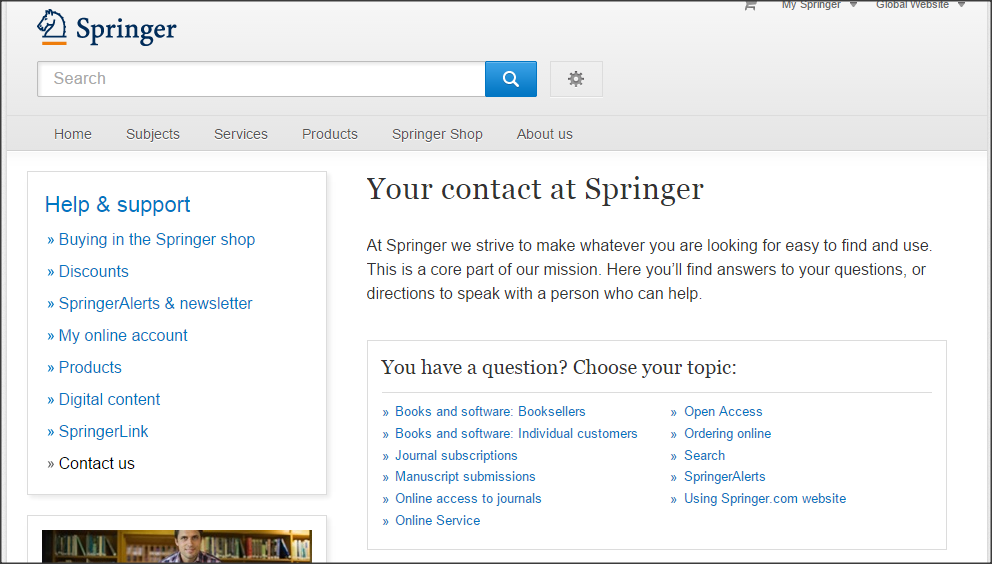 My Springer Global Website
Springer
Search
Home Subjects Services Products Springer Shop About us
Help & support
» Buying in the Springer shop
» Discounts
» SpringerAlerts & newsletter
» My online account
» Products
» Digital content
» SpringerLink
» Contact us
Your contact at Springer
At Springer we strive to make whatever you are looking for easy to find and use.
This is a core part of our mission. Here you’ll find answers to your questions, or
directions to speak with a person who can help.
You have a question? Choose your topic:
» Books and software: Booksellers
» Books and software: Individual customers
» Journal subscriptions
» Manuscript submissions
» Online access to journals
» Online Service
» Open Access
» Ordering online
» Search
» SpringerAlerts
» Using Springer.com website